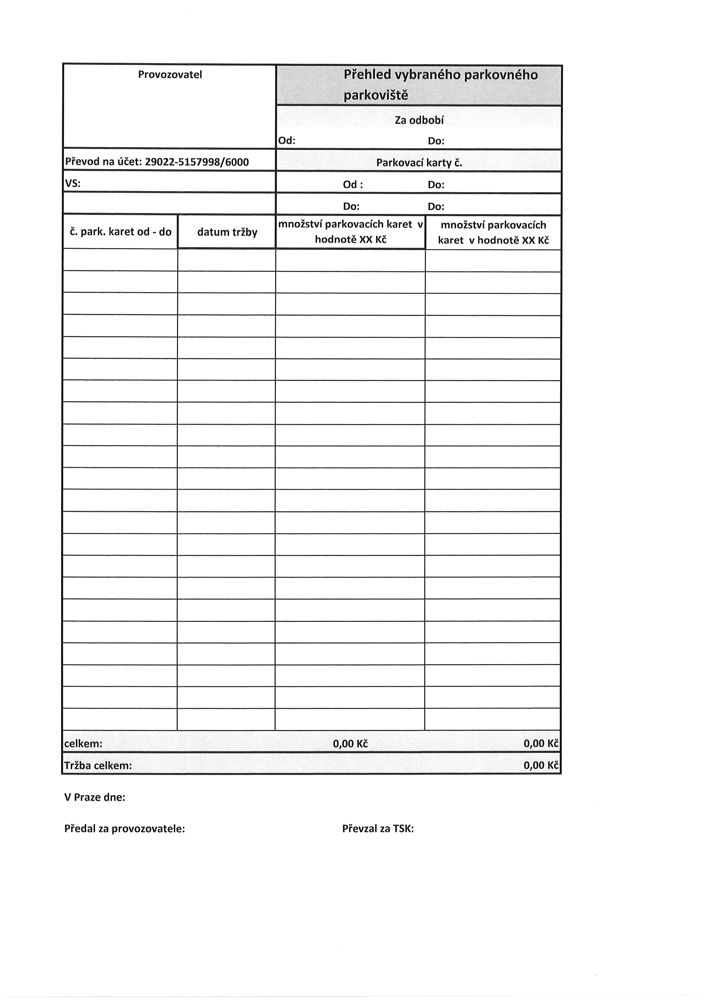 Provozovatel
Přehled vybraného parkovného
parkoviště
Za odbobí
Od: Do:
Převod na účet: 29022-5157998/6000
Parkovací karty č.
VS:
Od : Do:
Do: Do:
č. park. karet od - do
datum tržby
množství parkovacích karet v
hodnotě XX Kč
množství parkovacích
karet v hodnotě XX Kč
celkem: 0,00 Kč 0,00 Kč
Tržba celkem: 0,00 Kč
V Praze dne:
Předal za provozovatele: Převzal za TSK: